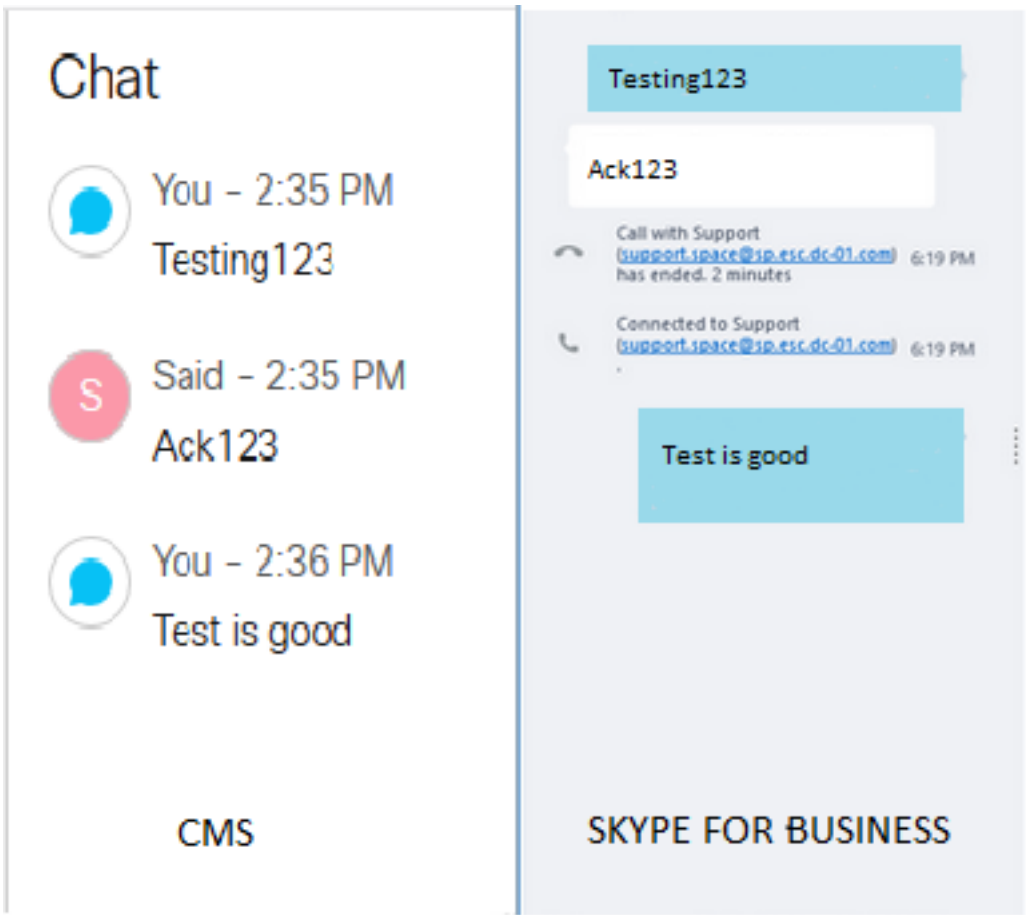 Chat
You - 2:35 PM
Testing123
S
Said - 2:35 PM
Ack123
You - 2:36 PM
Test is good
CMS
Testing123
Ack123
Call with Support
(support.space@sp.esc.dc-01.com) 6:19 PM
has ended. 2 minutes
Connected to Support
(support.space@sp.esc.dc-01.com) 6:19 PM
.
Test is good
SKYPE FOR BUSINESS